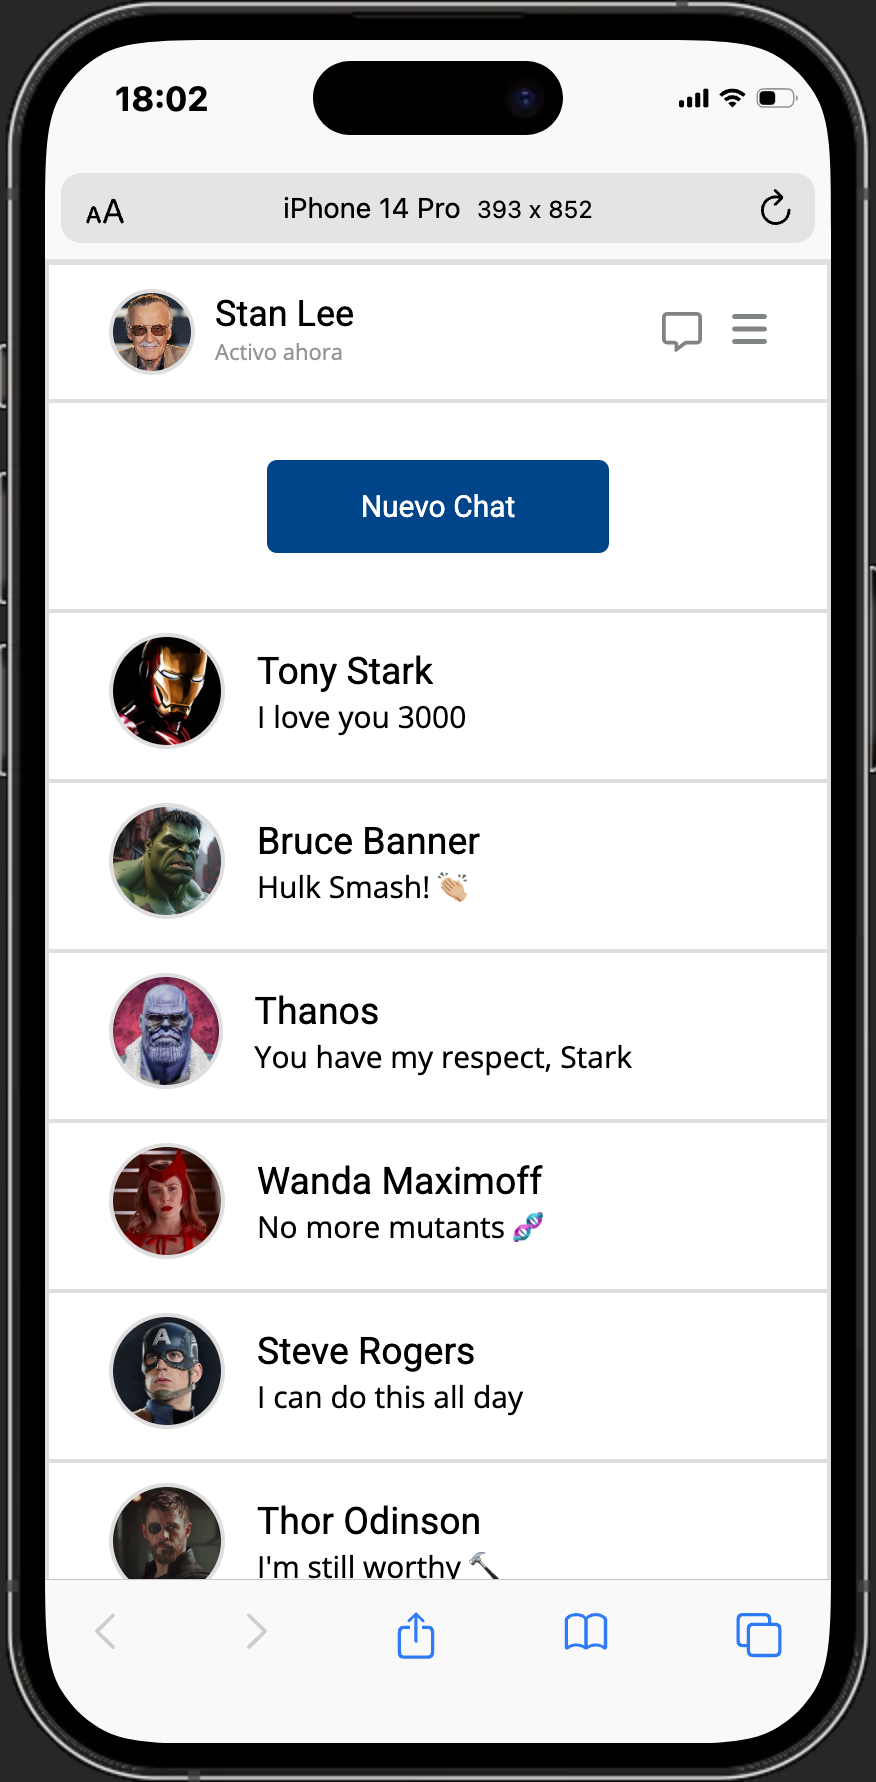 18:02
AA iPhone 14 Pro 393 x 852
Stan Lee
Activo ahora
Nuevo Chat
Tony Stark
I love you 3000
Bruce Banner
Hulk Smash! 👏🏼
Thanos
You have my respect, Stark
Wanda Maximoff
No more mutants 🧬
Steve Rogers
I can do this all day
Thor Odinson
I'm still worthy 🔨